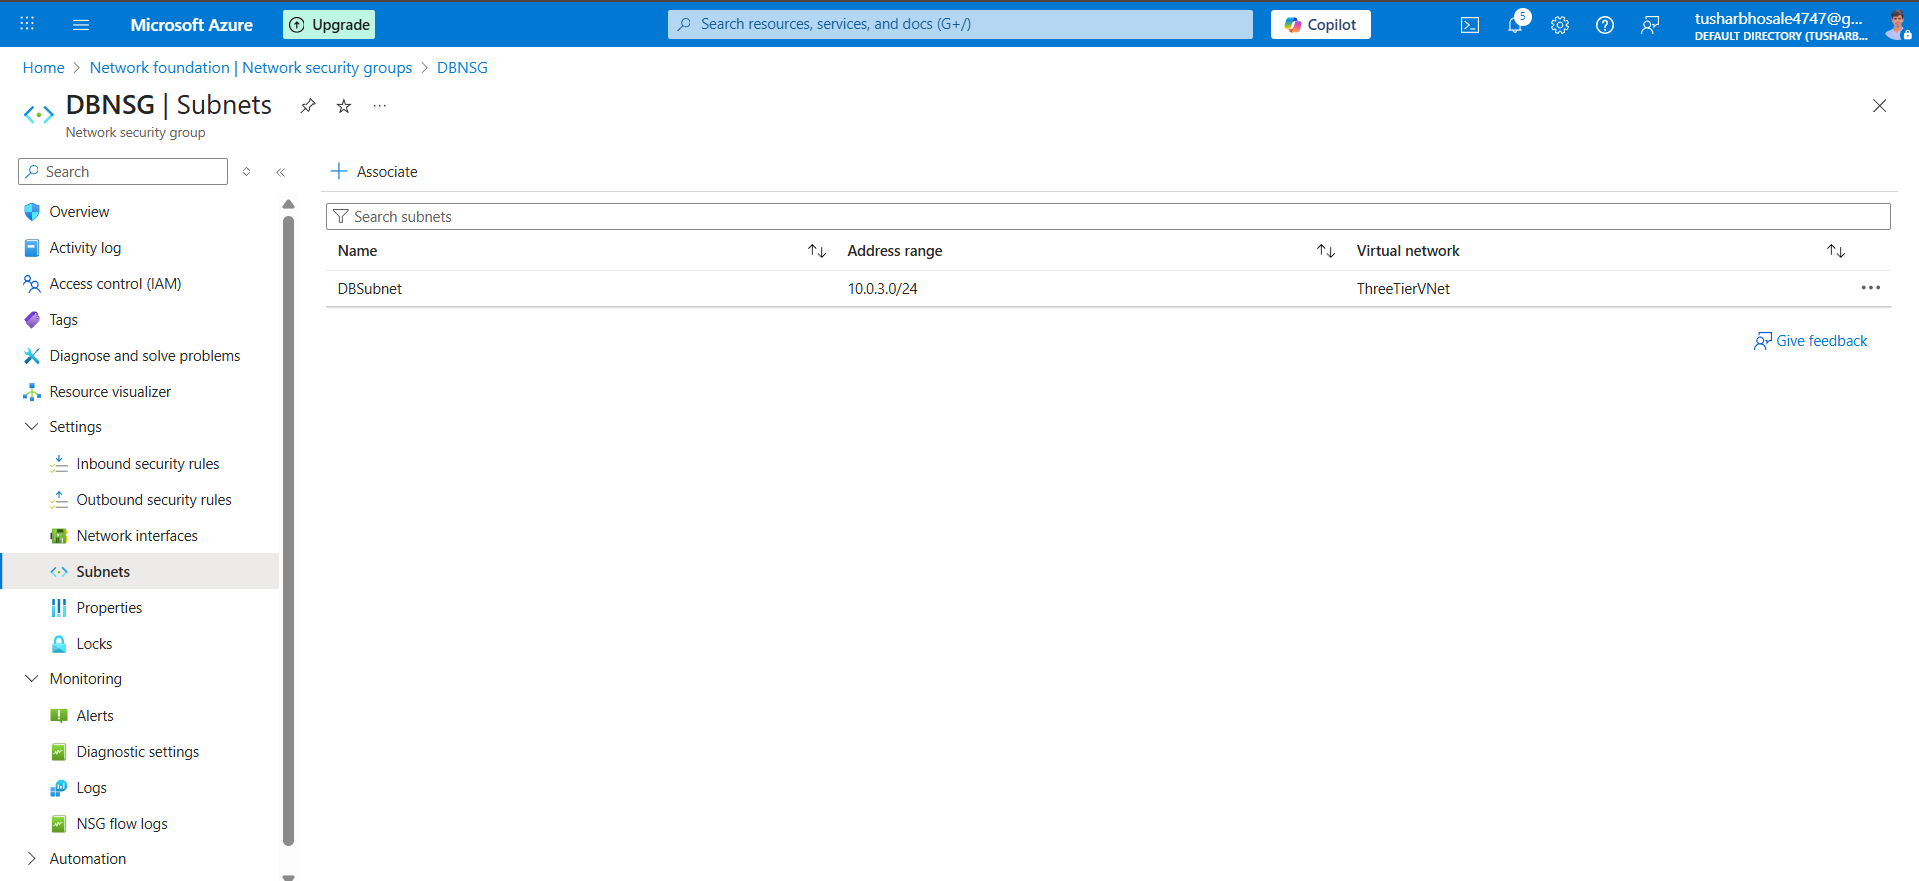 Microsoft Azure
Upgrade
Search resources, services, and docs (G+/)
Copilot
5
tusharbhosale4747@g...
DEFAULT DIRECTORY (TUSHARB...
Home > Network foundation | Network security groups > DBNSG
DBNSG | Subnets
Network security group
Search
Associate
Overview
Activity log
Access control (IAM)
Tags
Diagnose and solve problems
Resource visualizer
Settings
Inbound security rules
Outbound security rules
Network interfaces
Subnets
Properties
Locks
Monitoring
Alerts
Diagnostic settings
Logs
NSG flow logs
Automation
Search subnets
Name Address range Virtual network
DBSubnet 10.0.3.0/24 ThreeTierVNet
Give feedback